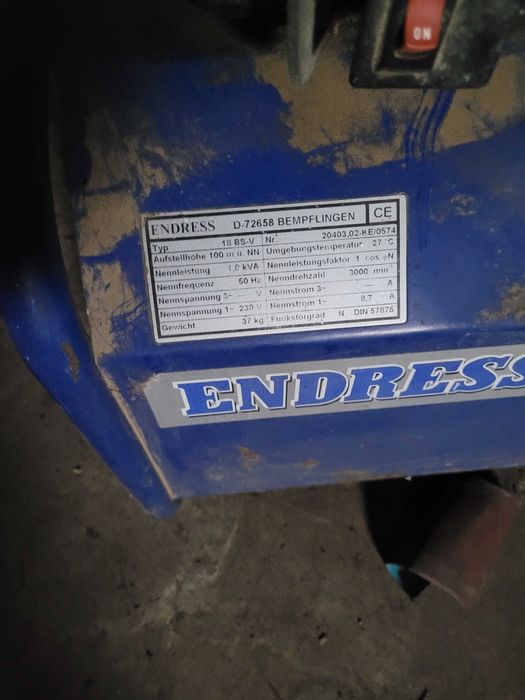 ON
ENDRESS D-72658 BEMPFLINGEN CE
Typ 18 BS-V Nr. 20403,02-KE/0574
Aufstellhöhe 100 m ü. NN Umgebungstemperatur 27 °C
Nennleistung 1,8 kVA Nennleistungsfaktor 1 cos φN
Nennfrequenz 50 Hz Nenndrehzahl 3000 min
Nennspannung 3~ --- V Nennstrom 3~ --- A
Nennspannung 1~ 230 V Nennstrom 1~ 8,7 A
Gewicht 37 kg Funkstörgrad N DIN 57875
ENDRESS